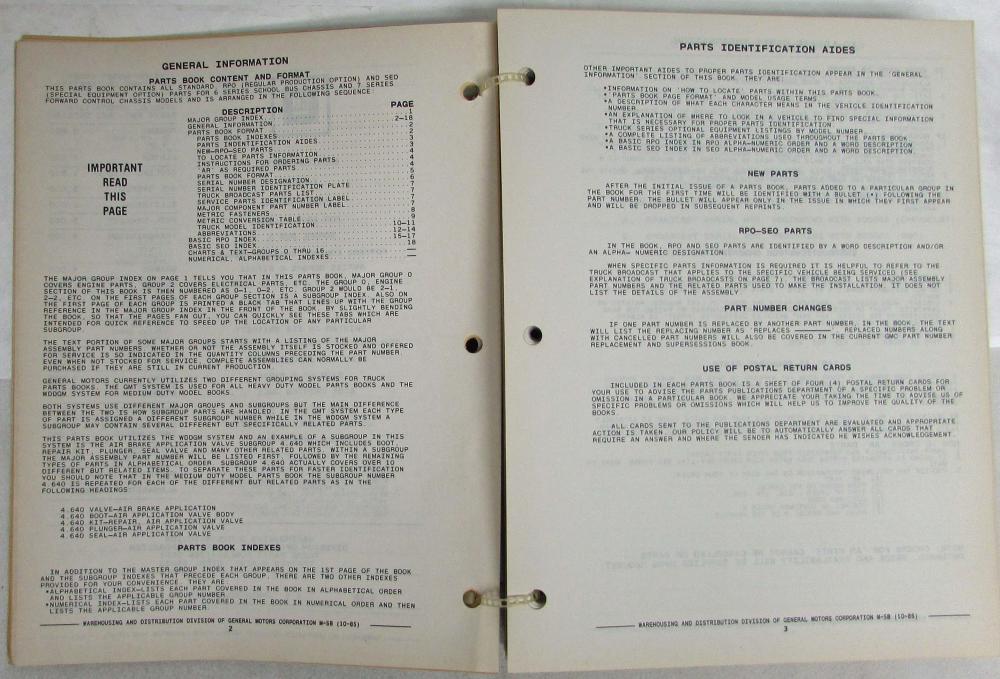 GENERAL INFORMATION
PARTS BOOK CONTENT AND FORMAT
THIS PARTS BOOK CONTAINS ALL STANDARD, RPO (REGULAR PRODUCTION OPTION) AND SEO
(SPECIAL EQUIPMENT OPTION) PARTS FOR 6 SERIES SCHOOL BUS CHASSIS AND 7 SERIES
FORWARD CONTROL CHASSIS MODELS AND IS ARRANGED IN THE FOLLOWING SEQUENCE:
IMPORTANT
READ
THIS
PAGE
DESCRIPTION PAGE
MAJOR GROUP INDEX 1
GENERAL INFORMATION 2-18
PARTS BOOK FORMAT 2
PARTS BOOK INDEXES 2
PARTS INDENTIFICATION AIDES 3
NEW-RPO-SEO PARTS 3
TO LOCATE PARTS INFORMATION 4
INSTRUCTIONS FOR ORDERING PARTS 4
'AR' AS REQUIRED PARTS 4
PARTS BOOK FORMAT 5
SERIAL NUMBER DESIGNATION 6
SERIAL NUMBER IDENTIFICATION PLATE 7
TRUCK BROADCAST PARTS LIST 7
SERVICE PARTS IDENTIFICATION LABEL 7
MAJOR COMPONENT PART NUMBER LABEL 7
METRIC FASTENERS 8
METRIC CONVERSION TABLE 9
TRUCK MODEL IDENTIFICATION 10-11
ABBREVIATIONS 12-14
BASIC RPO INDEX 15-17
BASIC SEO INDEX 18
CHARTS & TEXT-GROUPS 0 THRU 16 —
NUMERICAL, ALPHABETICAL INDEXES —
THE MAJOR GROUP INDEX ON PAGE 1 TELLS YOU THAT IN THIS PARTS BOOK, MAJOR GROUP 0
COVERS ENGINE PARTS, GROUP 2 COVERS ELECTRICAL PARTS, ETC. THE GROUP 0, ENGINE
SECTION OF THIS BOOK IS THEN NUMBERED AS 0-1, 0-2, ETC. GROUP 2 WOULD BE 2-1
2-2, ETC. ON THE FIRST PAGES OF EACH GROUP SECTION IS A SUBGROUP INDEX. ALSO ON
THE FIRST PAGE OF EACH GROUP IS PRINTED A BLACK TAB THAT LINES UP WITH THE GROUP
REFERENCE IN THE MAJOR GROUP INDEX IN THE FRONT OF THE BOOK. BY SLIGHTLY BENDING
THE BOOK, SO THAT THE PAGES FAN OUT, YOU CAN QUICKLY SEE THESE TABS WHICH ARE
INTENDED FOR QUICK REFERENCE TO SPEED UP THE LOCATION OF ANY PARTICULAR
SUBGROUP.
THE TEXT PORTION OF SOME MAJOR GROUPS STARTS WITH A LISTING OF THE MAJOR
ASSEMBLY PART NUMBERS. WHETHER OR NOT THE ASSEMBLY ITSELF IS STOCKED AND OFFERED
FOR SERVICE IS SO INDICATED IN THE QUANTITY COLUMNS PRECEDING THE PART NUMBER.
EVEN WHEN NOT STOCKED FOR SERVICE, COMPLETE ASSEMBLIES CAN NORMALLY BE
PURCHASED IF THEY ARE STILL IN CURRENT PRODUCTION.
GENERAL MOTORS CURRENTLY UTILIZES TWO DIFFERENT GROUPING SYSTEMS FOR TRUCK
PARTS BOOKS. THE GMT SYSTEM IS USED FOR ALL HEAVY DUTY MODEL PARTS BOOKS AND THE
WDDGM SYSTEM FOR MEDIUM DUTY MODEL BOOKS.
BOTH SYSTEMS USE DIFFERENT MAJOR GROUPS AND SUBGROUPS BUT THE MAIN DIFFERENCE
BETWEEN THE TWO IS HOW SUBGROUP PARTS ARE HANDLED. IN THE GMT SYSTEM EACH TYPE
OF PART IS ASSIGNED A DIFFERENT SUBGROUP NUMBER WHILE IN THE WDDGM SYSTEM A
SUBGROUP MAY CONTAIN SEVERAL DIFFERENT BUT SPECIFICALLY RELATED PARTS.
THIS PARTS BOOK UTILIZES THE WDDGM SYSTEM AND AN EXAMPLE OF A SUBGROUP IN THIS
SYSTEM IS THE AIR BRAKE APPLICATION VALVE SUBGROUP 4.640 WHICH INCLUDES BOOT,
REPAIR KIT, PLUNGER, SEAL VALVE AND MANY OTHER RELATED PARTS. WITHIN A SUBGROUP
THE MAJOR ASSEMBLY PART NUMBER WILL BE LISTED FIRST, FOLLOWED BY THE REMAINING
TYPES OF PARTS IN ALPHABETICAL ORDER. SUBGROUP 4.640 ACTUALLY COVERS OVER 10
DIFFERENT BUT RELATED ITEMS. TO SEPARATE THESE PARTS FOR FASTER IDENTIFICATION
YOU SHOULD NOTE THAT IN THE MEDIUM DUTY MODEL PARTS BOOK THE SUBGROUP NUMBER
4.640 IS REPEATED FOR EACH OF THE DIFFERENT BUT RELATED PARTS AS IN THE
FOLLOWING HEADINGS:
4.640 VALVE-AIR BRAKE APPLICATION
4.640 BOOT-AIR APPLICATION VALVE BODY
4.640 KIT-REPAIR, AIR APPLICATION VALVE
4.640 PLUNGER-AIR APPLICATION VALVE
4.640 SEAL-AIR APPLICATION VALVE
PARTS BOOK INDEXES
IN ADDITION TO THE MASTER GROUP INDEX THAT APPEARS ON THE 1ST PAGE OF THE BOOK
AND THE SUBGROUP INDEXES THAT PRECEDE EACH GROUP, THERE ARE TWO OTHER INDEXES
PROVIDED FOR YOUR CONVENIENCE. THEY ARE:
*ALPHABETICAL INDEX-LISTS EACH PART COVERED IN THE BOOK IN ALPHABETICAL ORDER
AND LISTS THE APPLICABLE GROUP NUMBER.
*NUMERICAL INDEX-LISTS EACH PART COVERED IN THE BOOK IN NUMERICAL ORDER AND THEN
LISTS THE APPLICABLE GROUP NUMBER.
WAREHOUSING AND DISTRIBUTION DIVISION OF GENERAL MOTORS CORPORATION M-5B (10-85)
2
PARTS IDENTIFICATION AIDES
OTHER IMPORTANT AIDES TO PROPER PARTS IDENTIFICATION APPEAR IN THE 'GENERAL
INFORMATION' SECTION OF THIS BOOK. THEY ARE:
*INFORMATION ON 'HOW TO LOCATE' PARTS WITHIN THIS PARTS BOOK.
*'PARTS BOOK PAGE FORMAT' AND MODEL USAGE TERMS
*A DESCRIPTION OF WHAT EACH CHARACTER MEANS IN THE VEHICLE IDENTIFICATION
NUMBER.
*AN EXPLANATION OF WHERE TO LOOK IN A VEHICLE TO FIND SPECIAL INFORMATION
THAT IS NECESSARY FOR PROPER PARTS IDENTIFICATION.
*TRUCK SERIES OPTIONAL EQUIPMENT LISTINGS BY MODEL NUMBER.
*A COMPLETE LISTING OF ABBREVIATIONS USED THROUGHOUT THE PARTS BOOK.
*A BASIC RPO INDEX IN RPO ALPHA-NUMERIC ORDER AND A WORD DESCRIPTION
*A BASIC SEO INDEX IN SEO ALPHA-NUMERIC ORDER AND A WORD DESCRIPTION
NEW PARTS
AFTER THE INITIAL ISSUE OF A PARTS BOOK, PARTS ADDED TO A PARTICULAR GROUP IN
THE BOOK FOR THE FIRST TIME WILL BE IDENTIFIED WITH A BULLET (•) FOLLOWING THE
PART NUMBER. THE BULLET WILL APPEAR ONLY IN THE ISSUE IN WHICH THEY FIRST APPEAR
AND WILL BE DROPPED IN SUBSEQUENT REPRINTS.
RPO-SEO PARTS
IN THE BOOK, RPO AND SEO PARTS ARE IDENTIFIED BY A WORD DESCRIPTION AND/OR
AN ALPHA- NUMERIC DESIGNATION.
WHEN SPECIFIC PARTS INFORMATION IS REQUIRED IT IS HELPFUL TO REFER TO THE
TRUCK BROADCAST THAT APPLIES TO THE SPECIFIC VEHICLE BEING SERVICED (SEE
EXPLANATION OF TRUCK BROADCASTS ON PAGE 7). THE BROADCAST LISTS MAJOR ASSEMBLY
PART NUMBERS AND THE RELATED PARTS USED TO MAKE THE INSTALLATION. IT DOES NOT
LIST THE DETAILS OF THE ASSEMBLY.
PART NUMBER CHANGES
IF ONE PART NUMBER IS REPLACED BY ANOTHER PART NUMBER, IN THE BOOK, THE TEXT
WILL LIST THE REPLACING NUMBER AS 'REPLACES ________'. REPLACED NUMBERS ALONG
WITH CANCELLED PART NUMBERS WILL ALSO BE COVERED IN THE CURRENT GMC PART NUMBER
REPLACEMENT AND SUPERSESSIONS BOOK.
USE OF POSTAL RETURN CARDS
INCLUDED IN EACH PARTS BOOK IS A SHEET OF FOUR (4) POSTAL RETURN CARDS FOR
YOUR USE TO ADVISE THE PARTS PUBLICATIONS DEPARTMENT OF A SPECIFIC PROBLEM OR
OMISSION IN A PARTICULAR BOOK. WE APPRECIATE YOUR TAKING THE TIME TO ADVISE US OF
SPECIFIC PROBLEMS OR OMISSIONS WHICH WILL HELP US TO IMPROVE THE QUALITY OF THE
BOOKS.
ALL CARDS SENT TO THE PUBLICATIONS DEPARTMENT ARE EVALUATED AND APPROPRIATE
ACTION IS TAKEN. OUR POLICY WILL BE TO AUTOMATICALLY ANSWER ALL CARDS THAT
REQUIRE AN ANSWER AND WHERE THE SENDER HAS INDICATED HE WISHES ACKNOWLEDGEMENT.
WAREHOUSING AND DISTRIBUTION DIVISION OF GENERAL MOTORS CORPORATION M-5B (10-85)
3